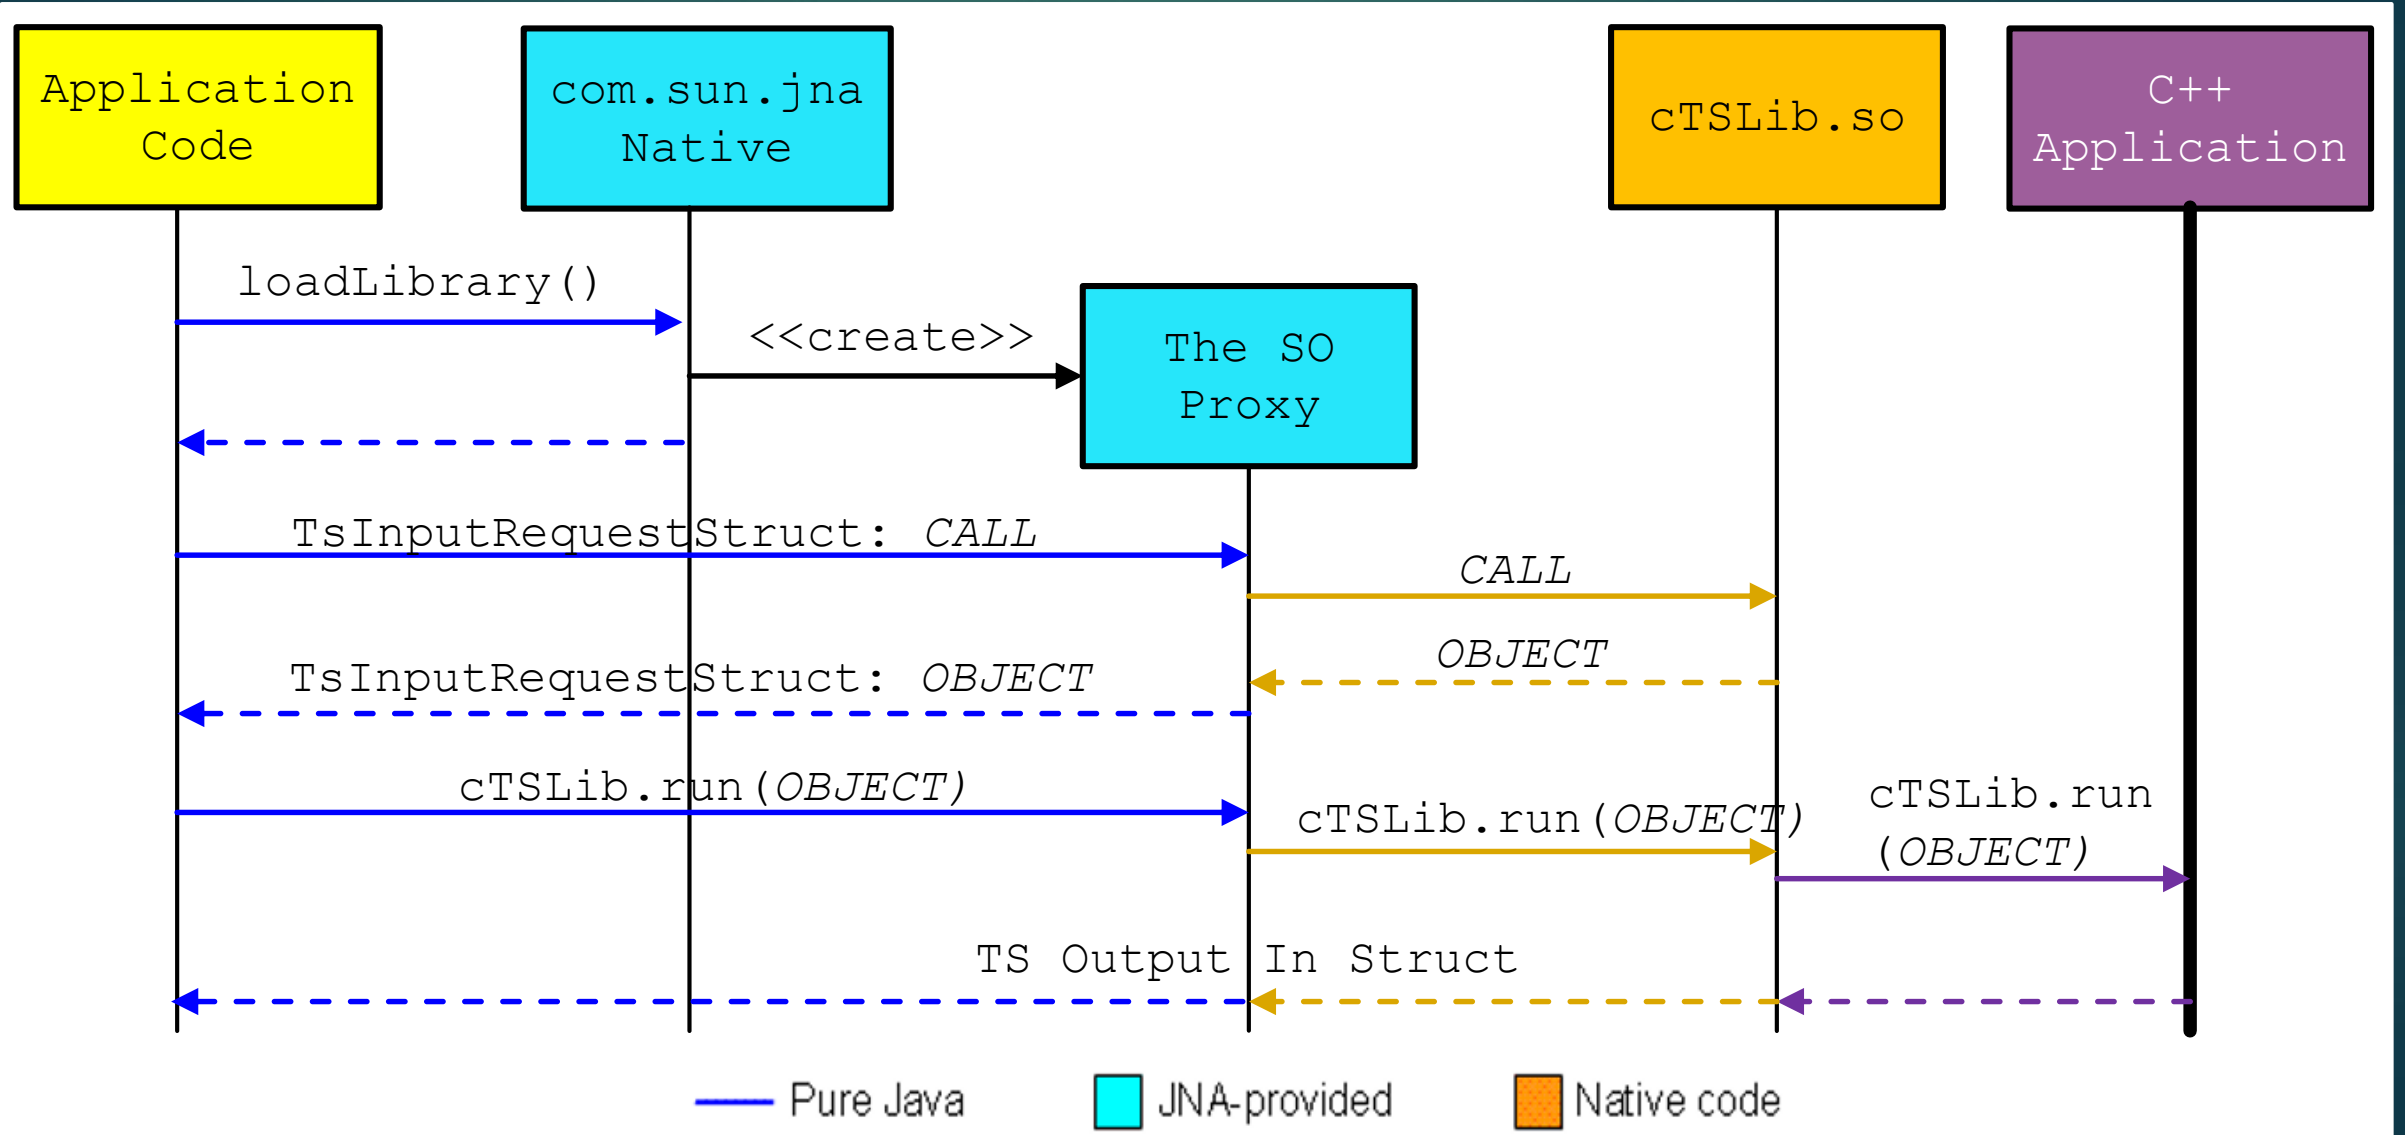 Application
Code
com.sun.jna
Native
cTSLib.so
C++
Application
loadLibrary()
<<create>>
The SO
Proxy
TsInputRequestStruct: CALL
CALL
OBJECT
TsInputRequestStruct: OBJECT
cTSLib.run(OBJECT)
cTSLib.run(OBJECT)
cTSLib.run
(OBJECT)
TS Output In Struct
Pure Java
JNA-provided
Native code